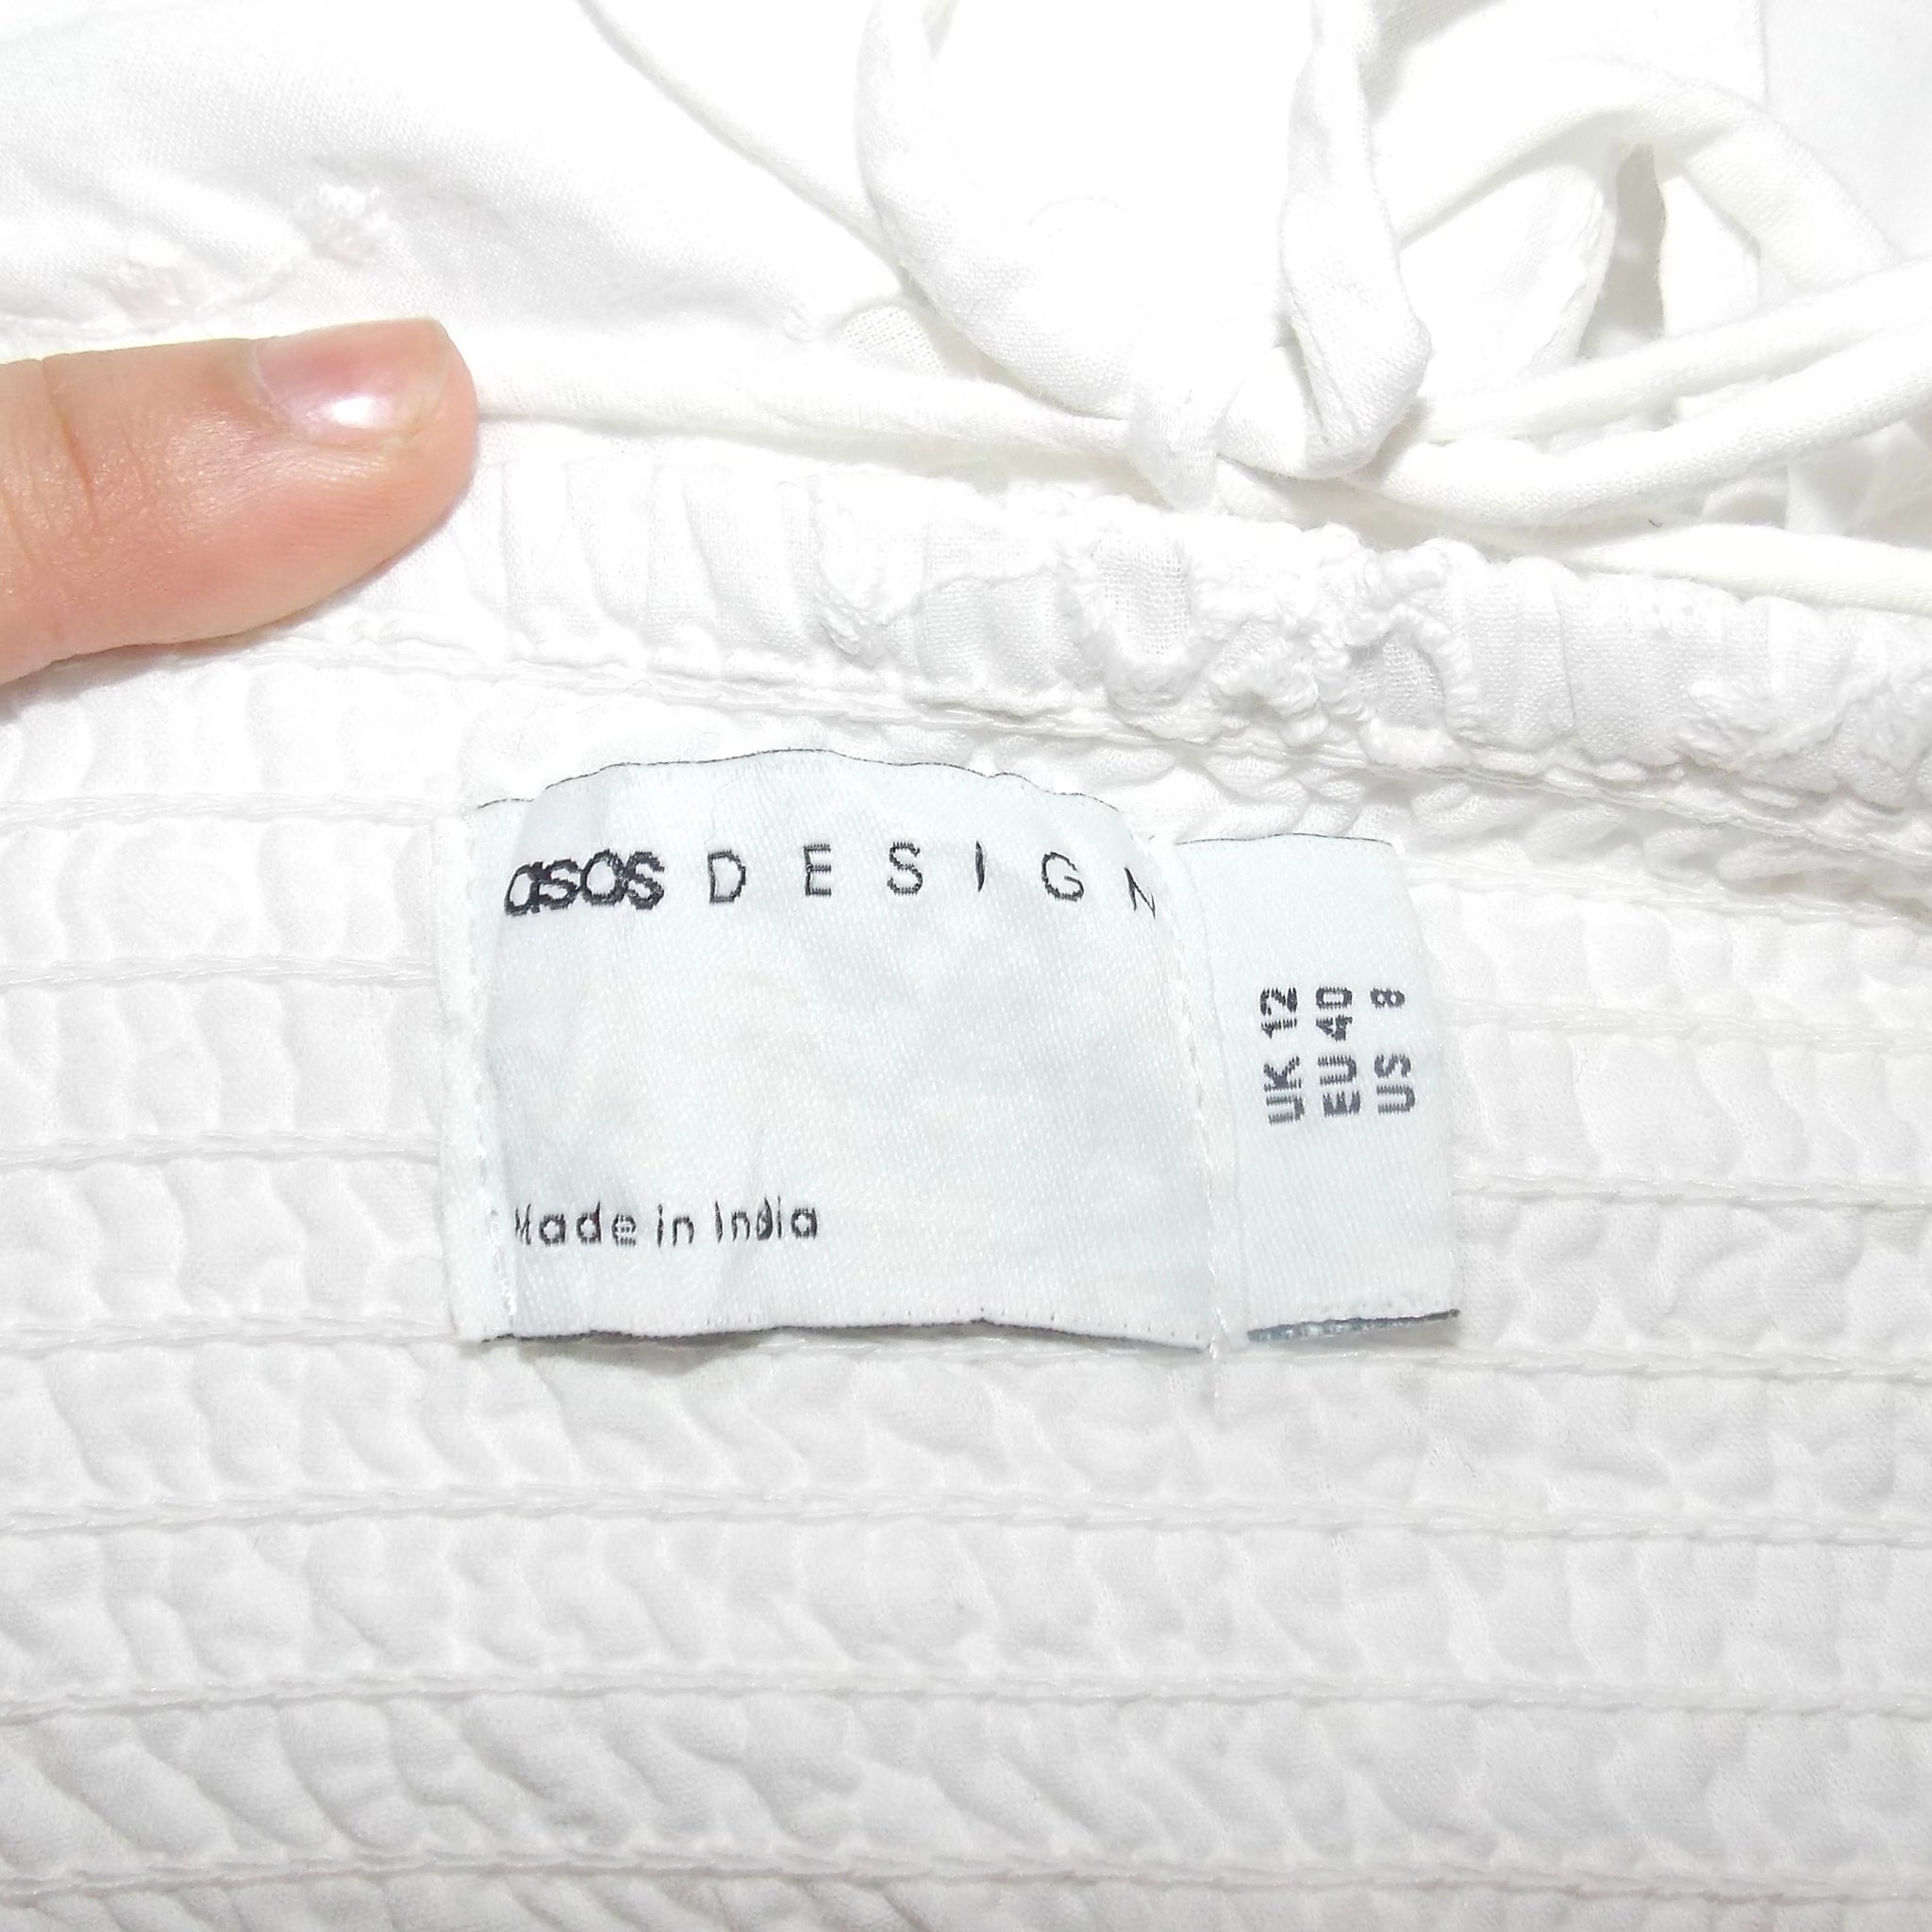 asos DESIGN
Made in India
UK 12
EU 40
US 8